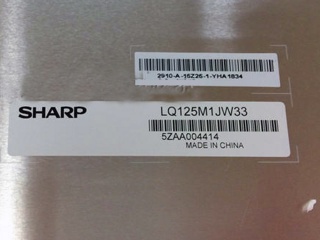 2910-A-15Z26-1-YHA1834
SHARP
LQ125M1JW33
5ZAA004414
MADE IN CHINA